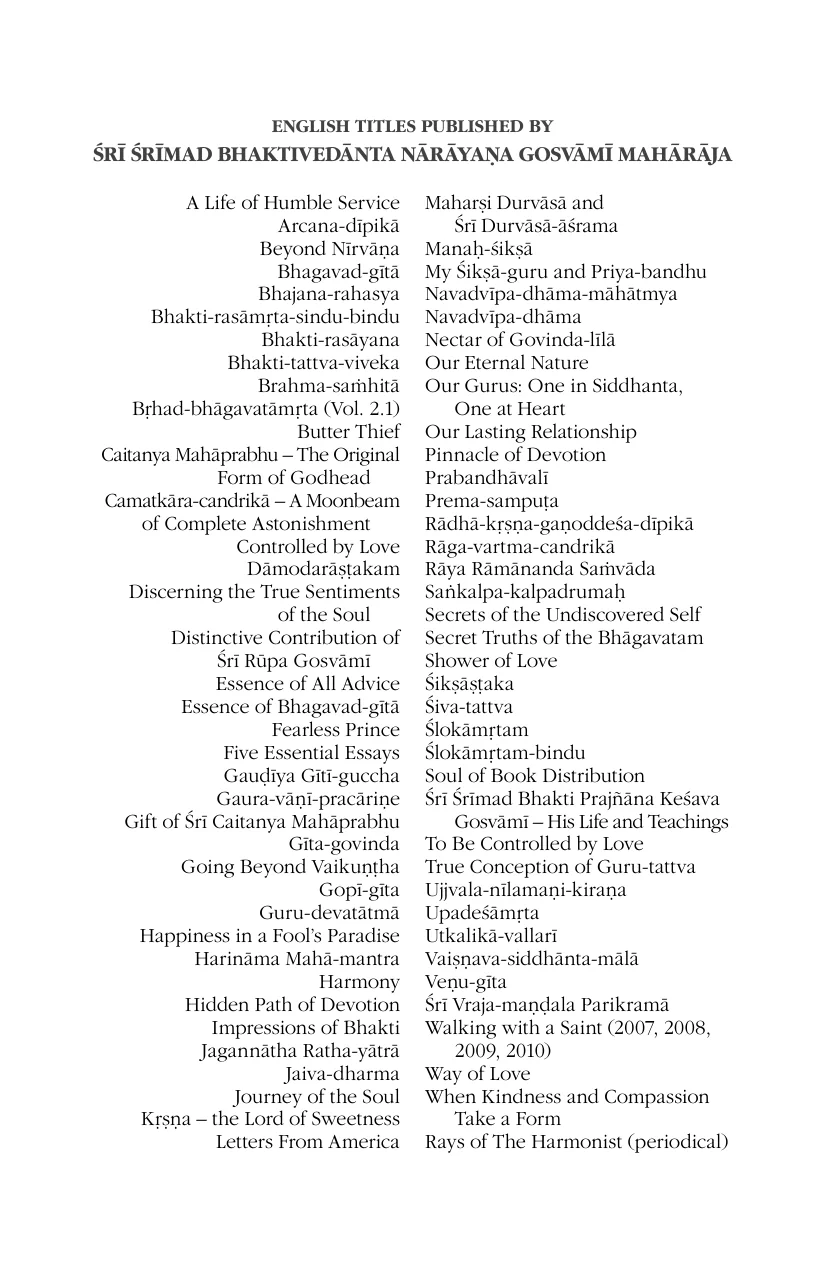 ENGLISH TITLES PUBLISHED BY
ŚRĪ ŚRĪMAD BHAKTIVEDĀNTA NĀRĀYAṆA GOSVĀMĪ MAHĀRĀJA
A Life of Humble Service
Arcana-dīpikā
Beyond Nīrvāṇa
Bhagavad-gītā
Bhajana-rahasya
Bhakti-rasāmṛta-sindu-bindu
Bhakti-rasāyana
Bhakti-tattva-viveka
Brahma-saṁhitā
Bṛhad-bhāgavatāmṛta (Vol. 2.1)
Butter Thief
Caitanya Mahāprabhu – The Original
Form of Godhead
Camatkāra-candrikā – A Moonbeam
of Complete Astonishment
Controlled by Love
Dāmodarāṣṭakam
Discerning the True Sentiments
of the Soul
Distinctive Contribution of
Śrī Rūpa Gosvāmī
Essence of All Advice
Essence of Bhagavad-gītā
Fearless Prince
Five Essential Essays
Gauḍīya Gītī-guccha
Gaura-vāṇī-pracāriṇe
Gift of Śrī Caitanya Mahāprabhu
Gīta-govinda
Going Beyond Vaikuṇṭha
Gopī-gīta
Guru-devatātmā
Happiness in a Fool’s Paradise
Harināma Mahā-mantra
Harmony
Hidden Path of Devotion
Impressions of Bhakti
Jagannātha Ratha-yātrā
Jaiva-dharma
Journey of the Soul
Kṛṣṇa – the Lord of Sweetness
Letters From America
Maharṣi Durvāsā and
Śrī Durvāsā-āśrama
Manaḥ-śikṣā
My Śikṣā-guru and Priya-bandhu
Navadvīpa-dhāma-māhātmya
Navadvīpa-dhāma
Nectar of Govinda-līlā
Our Eternal Nature
Our Gurus: One in Siddhanta,
One at Heart
Our Lasting Relationship
Pinnacle of Devotion
Prabandhāvalī
Prema-sampuṭa
Rādhā-kṛṣṇa-gaṇoddeśa-dīpikā
Rāga-vartma-candrikā
Rāya Rāmānanda Saṁvāda
Saṅkalpa-kalpadrumaḥ
Secrets of the Undiscovered Self
Secret Truths of the Bhāgavatam
Shower of Love
Śikṣāṣṭaka
Śiva-tattva
Ślokāmṛtam
Ślokāmṛtam-bindu
Soul of Book Distribution
Śrī Śrīmad Bhakti Prajñāna Keśava
Gosvāmī – His Life and Teachings
To Be Controlled by Love
True Conception of Guru-tattva
Ujjvala-nīlamaṇi-kiraṇa
Upadeśāmṛta
Utkalikā-vallarī
Vaiṣṇava-siddhānta-mālā
Veṇu-gīta
Śrī Vraja-maṇḍala Parikramā
Walking with a Saint (2007, 2008,
2009, 2010)
Way of Love
When Kindness and Compassion
Take a Form
Rays of The Harmonist (periodical)